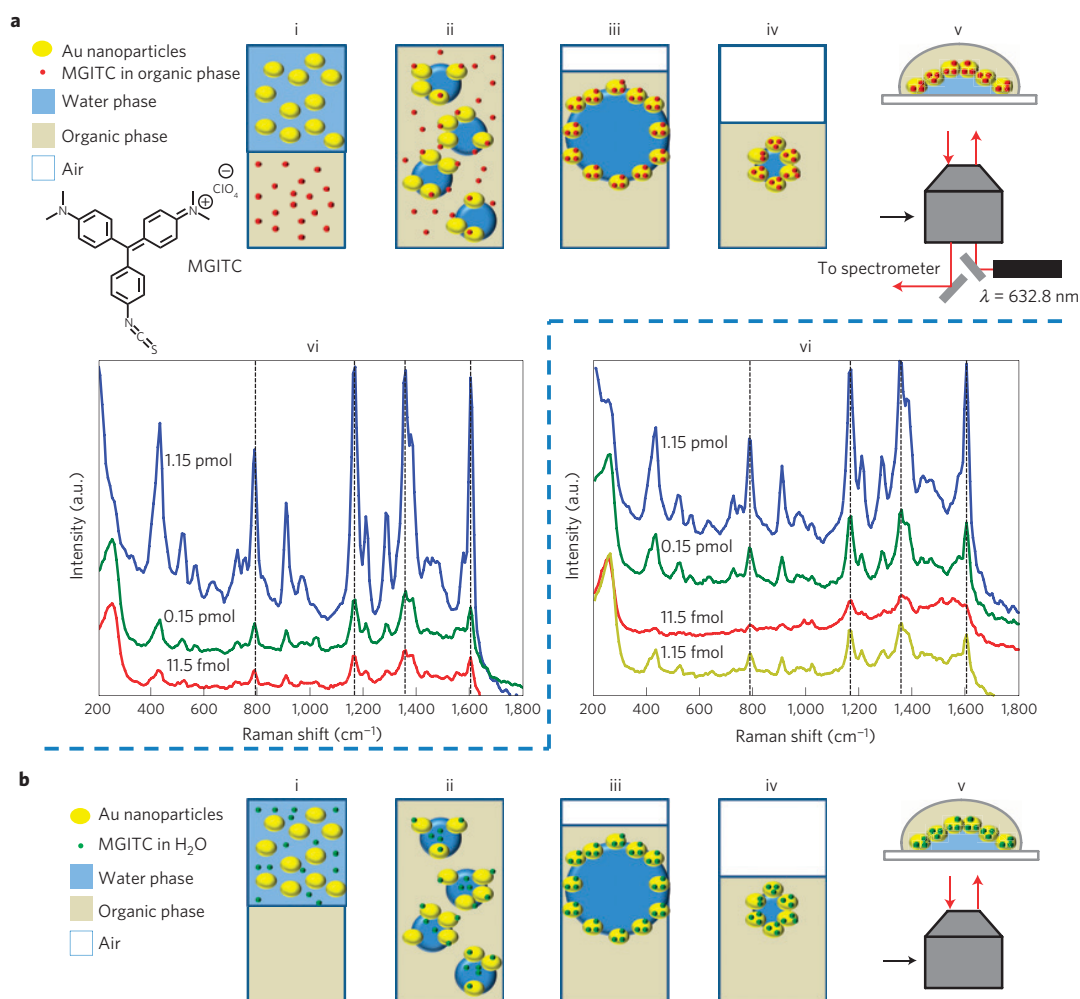 a
i
ii
iii
iv
v
Au nanoparticles
MGITC in organic phase
Water phase
Organic phase
Air
N
N
+
−
ClO₄
MGITC
N
C
S
To spectrometer
λ = 632.8 nm
vi
1.15 pmol
0.15 pmol
11.5 fmol
Intensity (a.u.)
200 400 600 800 1,000 1,200 1,400 1,600 1,800
Raman shift (cm⁻¹)
vi
1.15 pmol
0.15 pmol
11.5 fmol
1.15 pmol
Intensity (a.u.)
200 400 600 800 1,000 1,200 1,400 1,600 1,800
Raman shift (cm⁻¹)
b
i
ii
iii
iv
v
Au nanoparticles
MGITC in H₂O
Water phase
Organic phase
Air